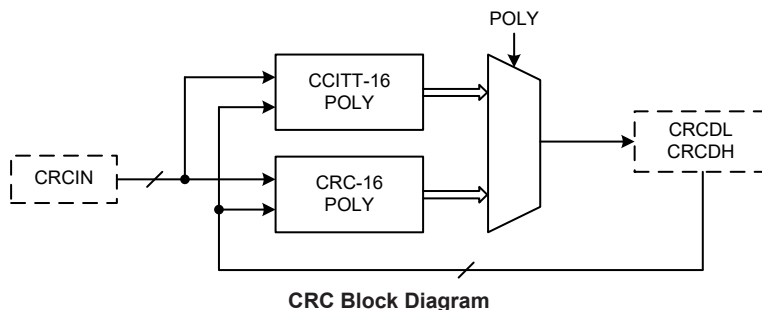 POLY
CCITT-16
POLY
CRCDL
CRCDH
CRCIN
CRC-16
POLY
CRC Block Diagram